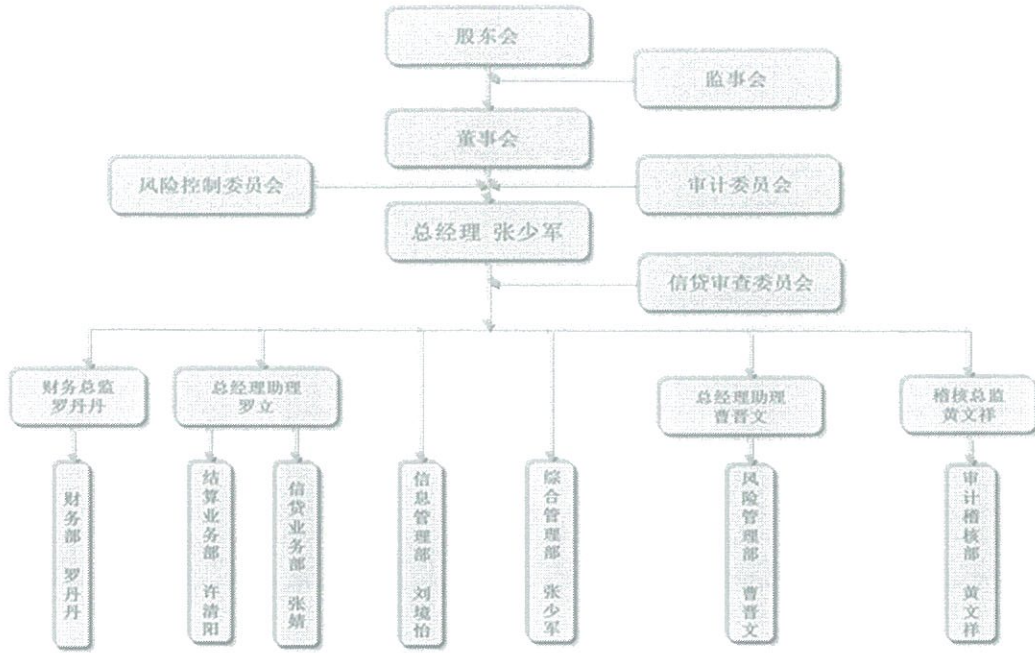 股东会
监事会
董事会
风险控制委员会
审计委员会
总经理 张少军
信贷审查委员会
财务总监
罗丹丹
总经理助理
罗立
总经理助理
曹晋文
稽核总监
黄文祥
财务部 罗丹丹
结算业务部 许清阳
信贷业务部 张婧
信息管理部 刘境怡
综合管理部 张少军
风险管理部 曹晋文
审计稽核部 黄文祥